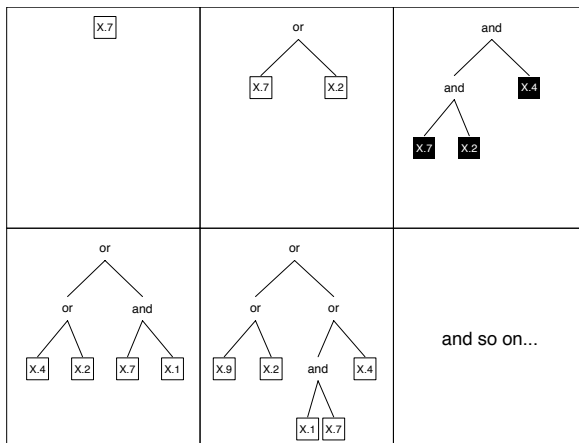 X.7
or
X.7 X.2
and
and X.4
X.7 X.2
or
or and
X.4 X.2 X.7 X.1
or
or or
X.9 X.2 and X.4
X.1 X.7
and so on...